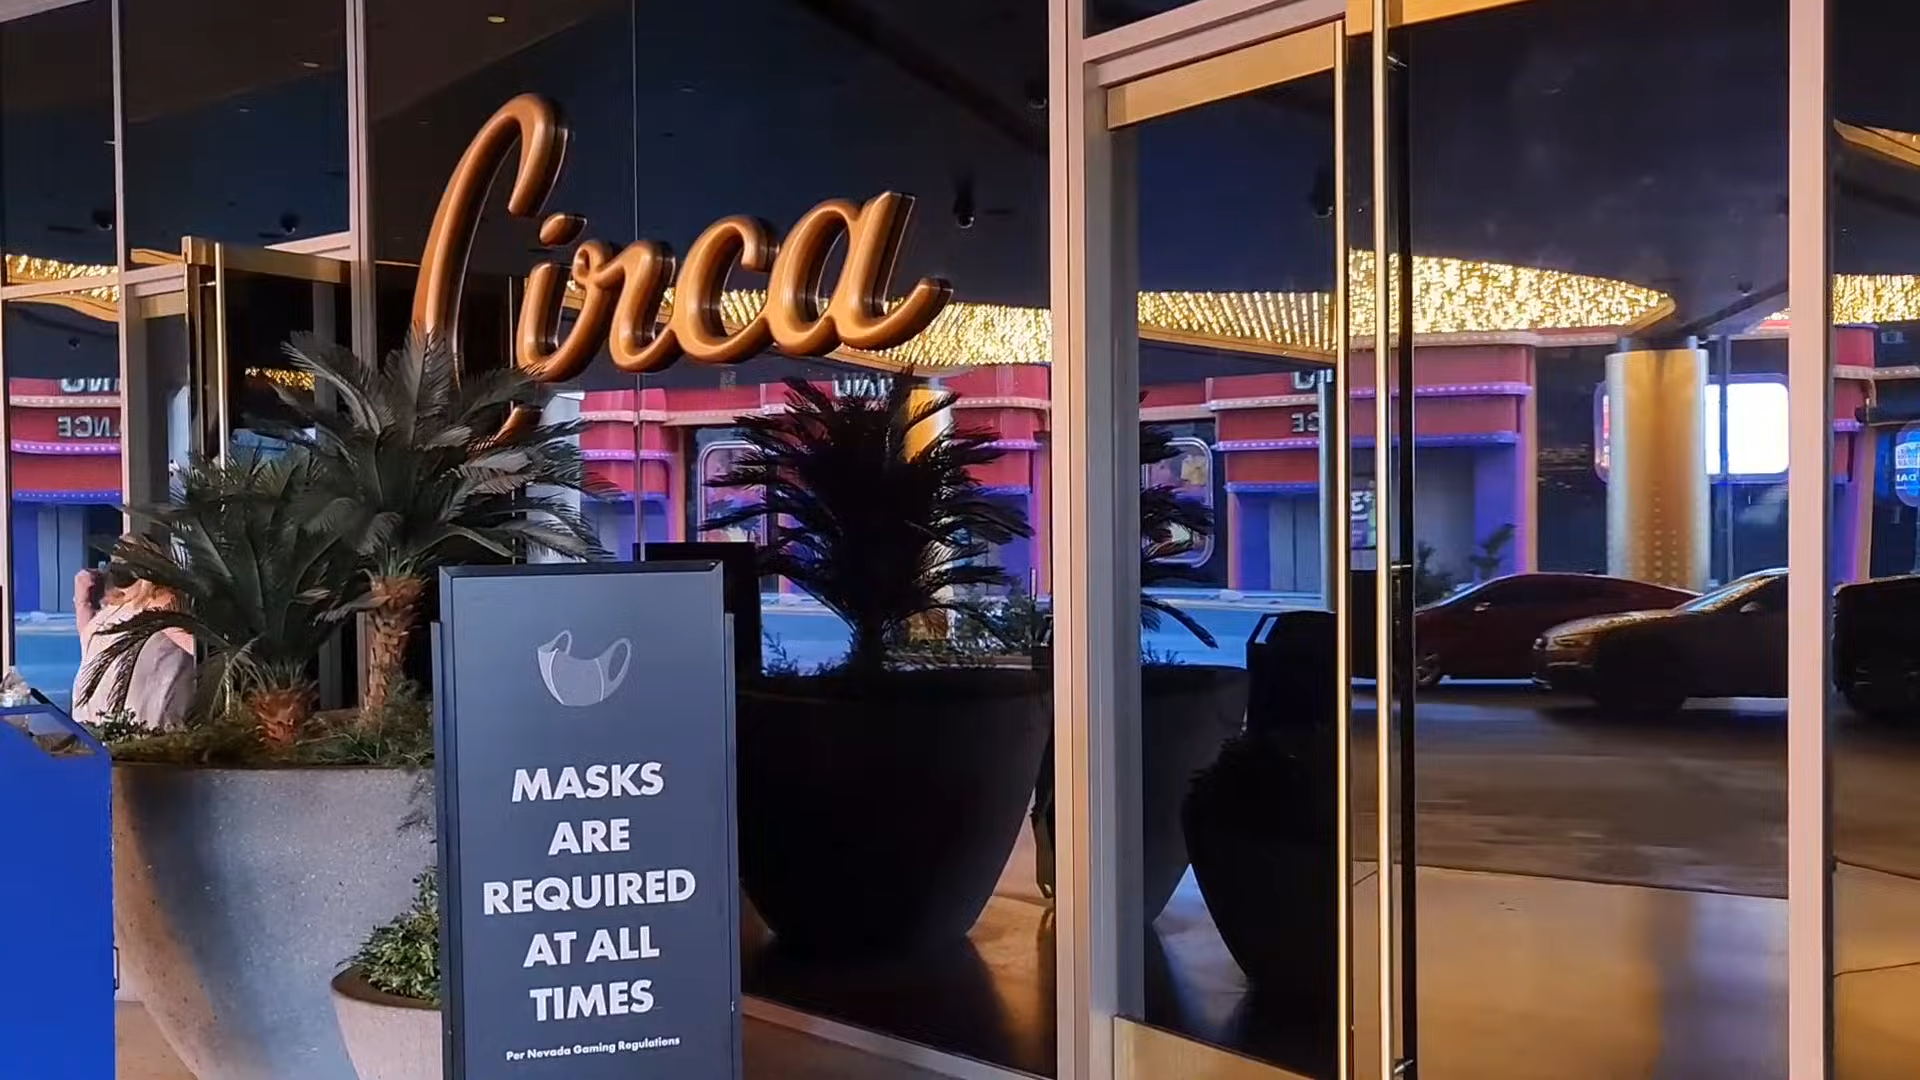 Circa
MASKS
ARE
REQUIRED
AT ALL
TIMES
Per Nevada Gaming Regulations